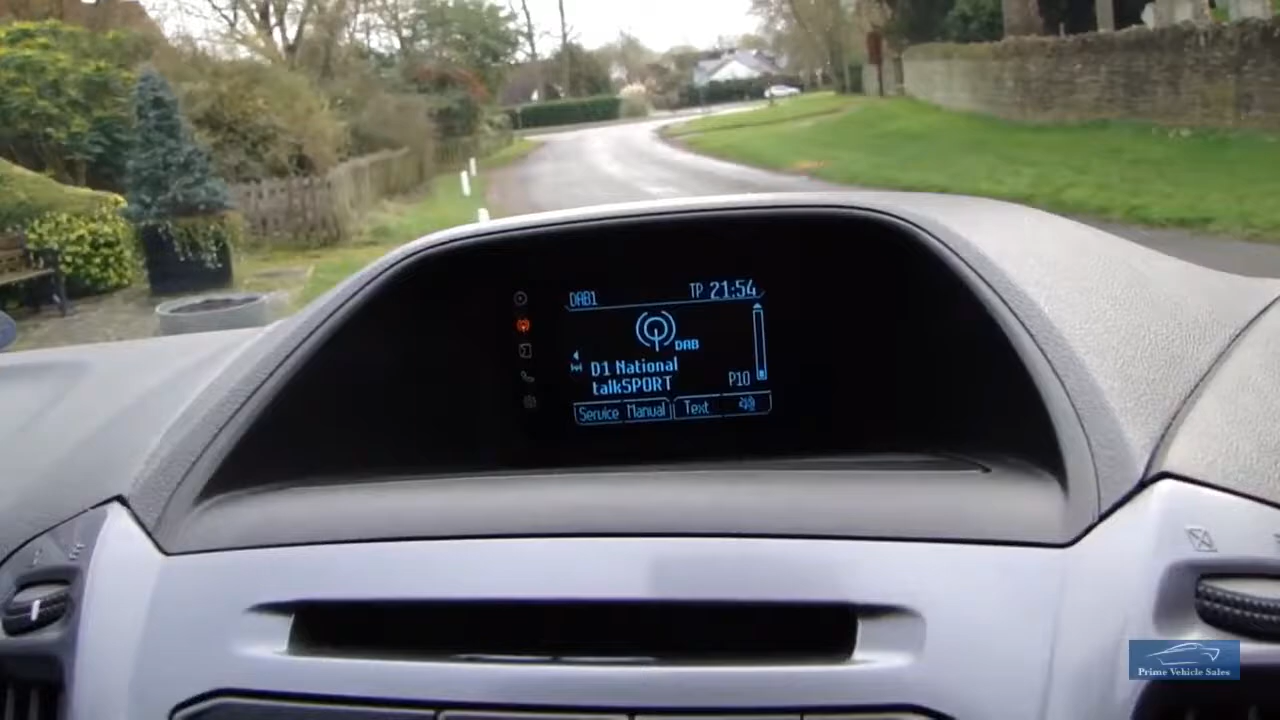 DAB1 TP 21:54
DAB
D1 National
talkSPORT P10
Service Manual Text
Prime Vehicle Sales